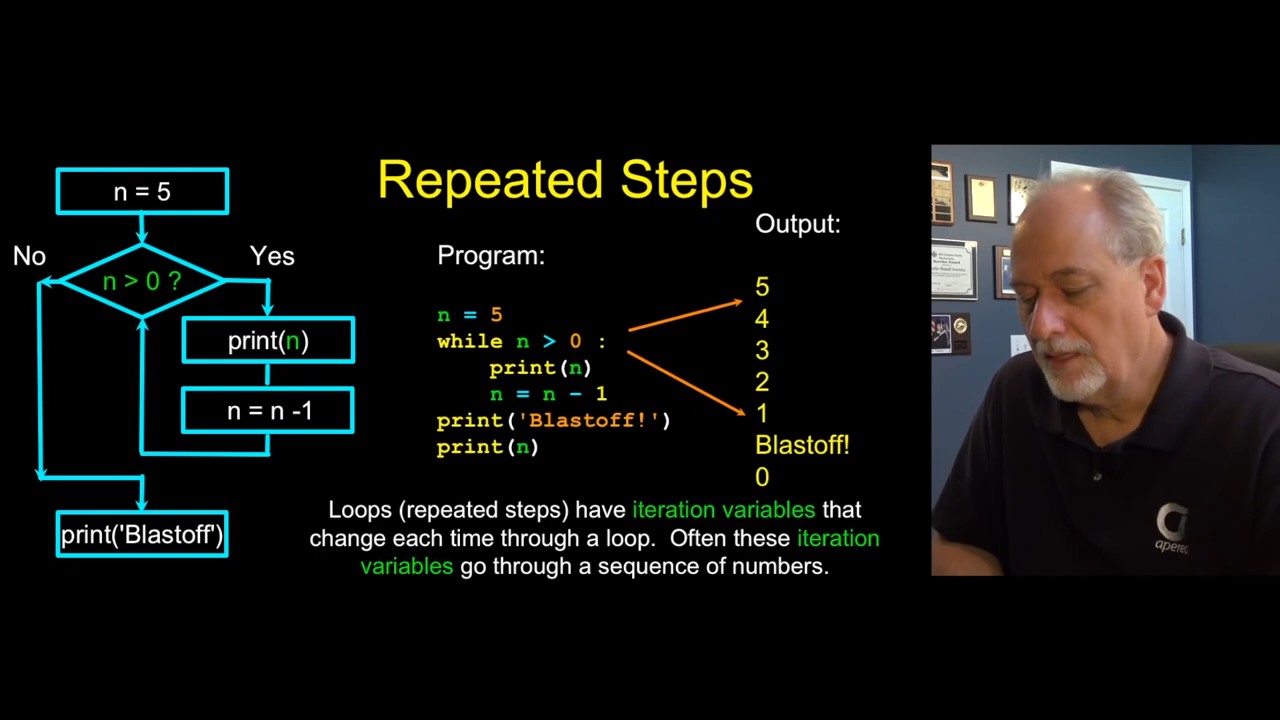 Repeated Steps
n = 5
No
Yes
n > 0 ?
print(n)
n = n -1
print('Blastoff')
Program:
n = 5
while n > 0 :
    print(n)
    n = n - 1
print('Blastoff!')
print(n)
Output:
5
4
3
2
1
Blastoff!
0
Loops (repeated steps) have iteration variables that
change each time through a loop.  Often these iteration
variables go through a sequence of numbers.